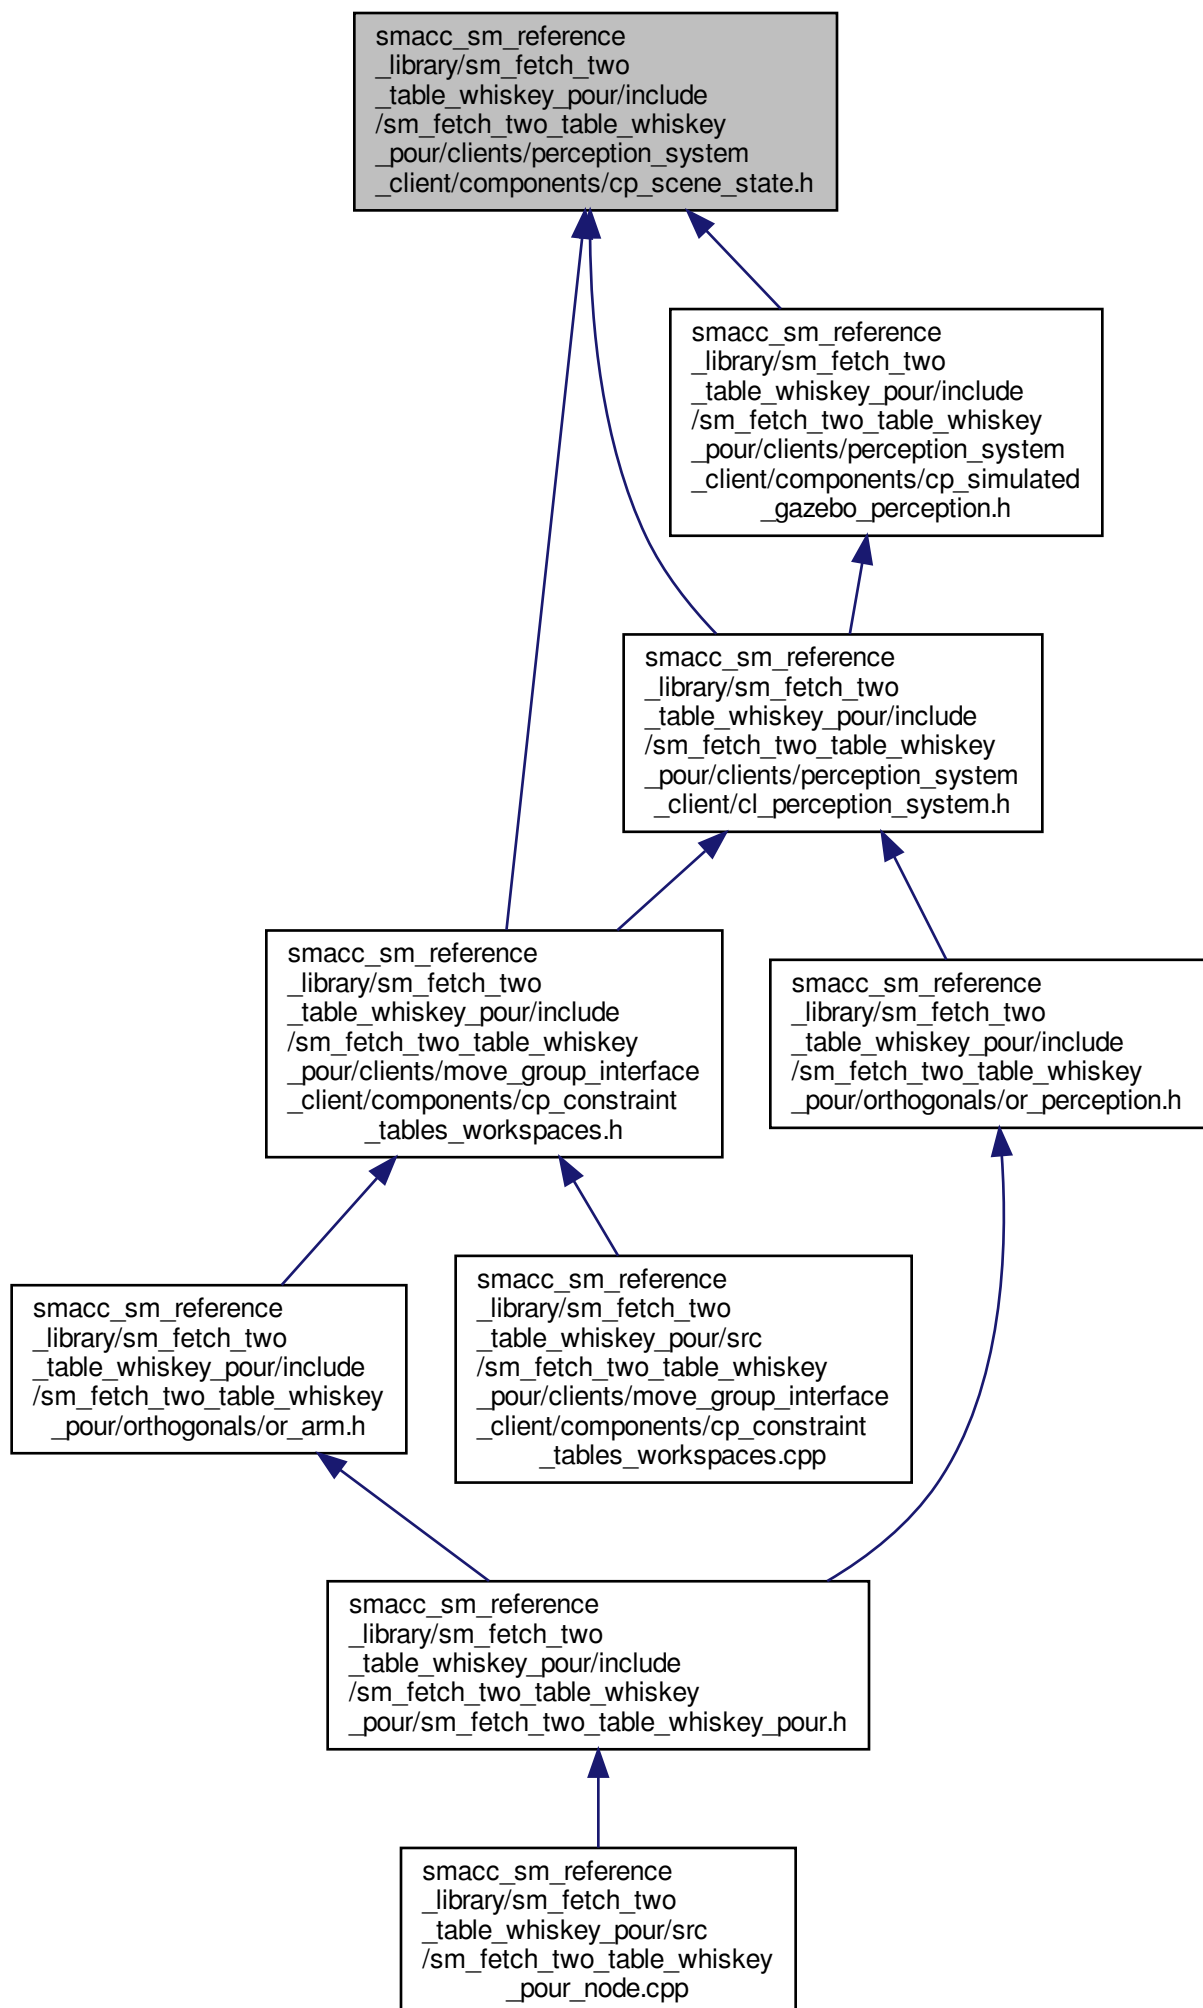 smacc_sm_reference
_library/sm_fetch_two
_table_whiskey_pour/include
/sm_fetch_two_table_whiskey
_pour/clients/perception_system
_client/components/cp_scene_state.h
smacc_sm_reference
_library/sm_fetch_two
_table_whiskey_pour/include
/sm_fetch_two_table_whiskey
_pour/clients/perception_system
_client/components/cp_simulated
_gazebo_perception.h
smacc_sm_reference
_library/sm_fetch_two
_table_whiskey_pour/include
/sm_fetch_two_table_whiskey
_pour/clients/perception_system
_client/cl_perception_system.h
smacc_sm_reference
_library/sm_fetch_two
_table_whiskey_pour/include
/sm_fetch_two_table_whiskey
_pour/clients/move_group_interface
_client/components/cp_constraint
_tables_workspaces.h
smacc_sm_reference
_library/sm_fetch_two
_table_whiskey_pour/include
/sm_fetch_two_table_whiskey
_pour/orthogonals/or_perception.h
smacc_sm_reference
_library/sm_fetch_two
_table_whiskey_pour/include
/sm_fetch_two_table_whiskey
_pour/orthogonals/or_arm.h
smacc_sm_reference
_library/sm_fetch_two
_table_whiskey_pour/src
/sm_fetch_two_table_whiskey
_pour/clients/move_group_interface
_client/components/cp_constraint
_tables_workspaces.cpp
smacc_sm_reference
_library/sm_fetch_two
_table_whiskey_pour/include
/sm_fetch_two_table_whiskey
_pour/sm_fetch_two_table_whiskey_pour.h
smacc_sm_reference
_library/sm_fetch_two
_table_whiskey_pour/src
/sm_fetch_two_table_whiskey
_pour_node.cpp